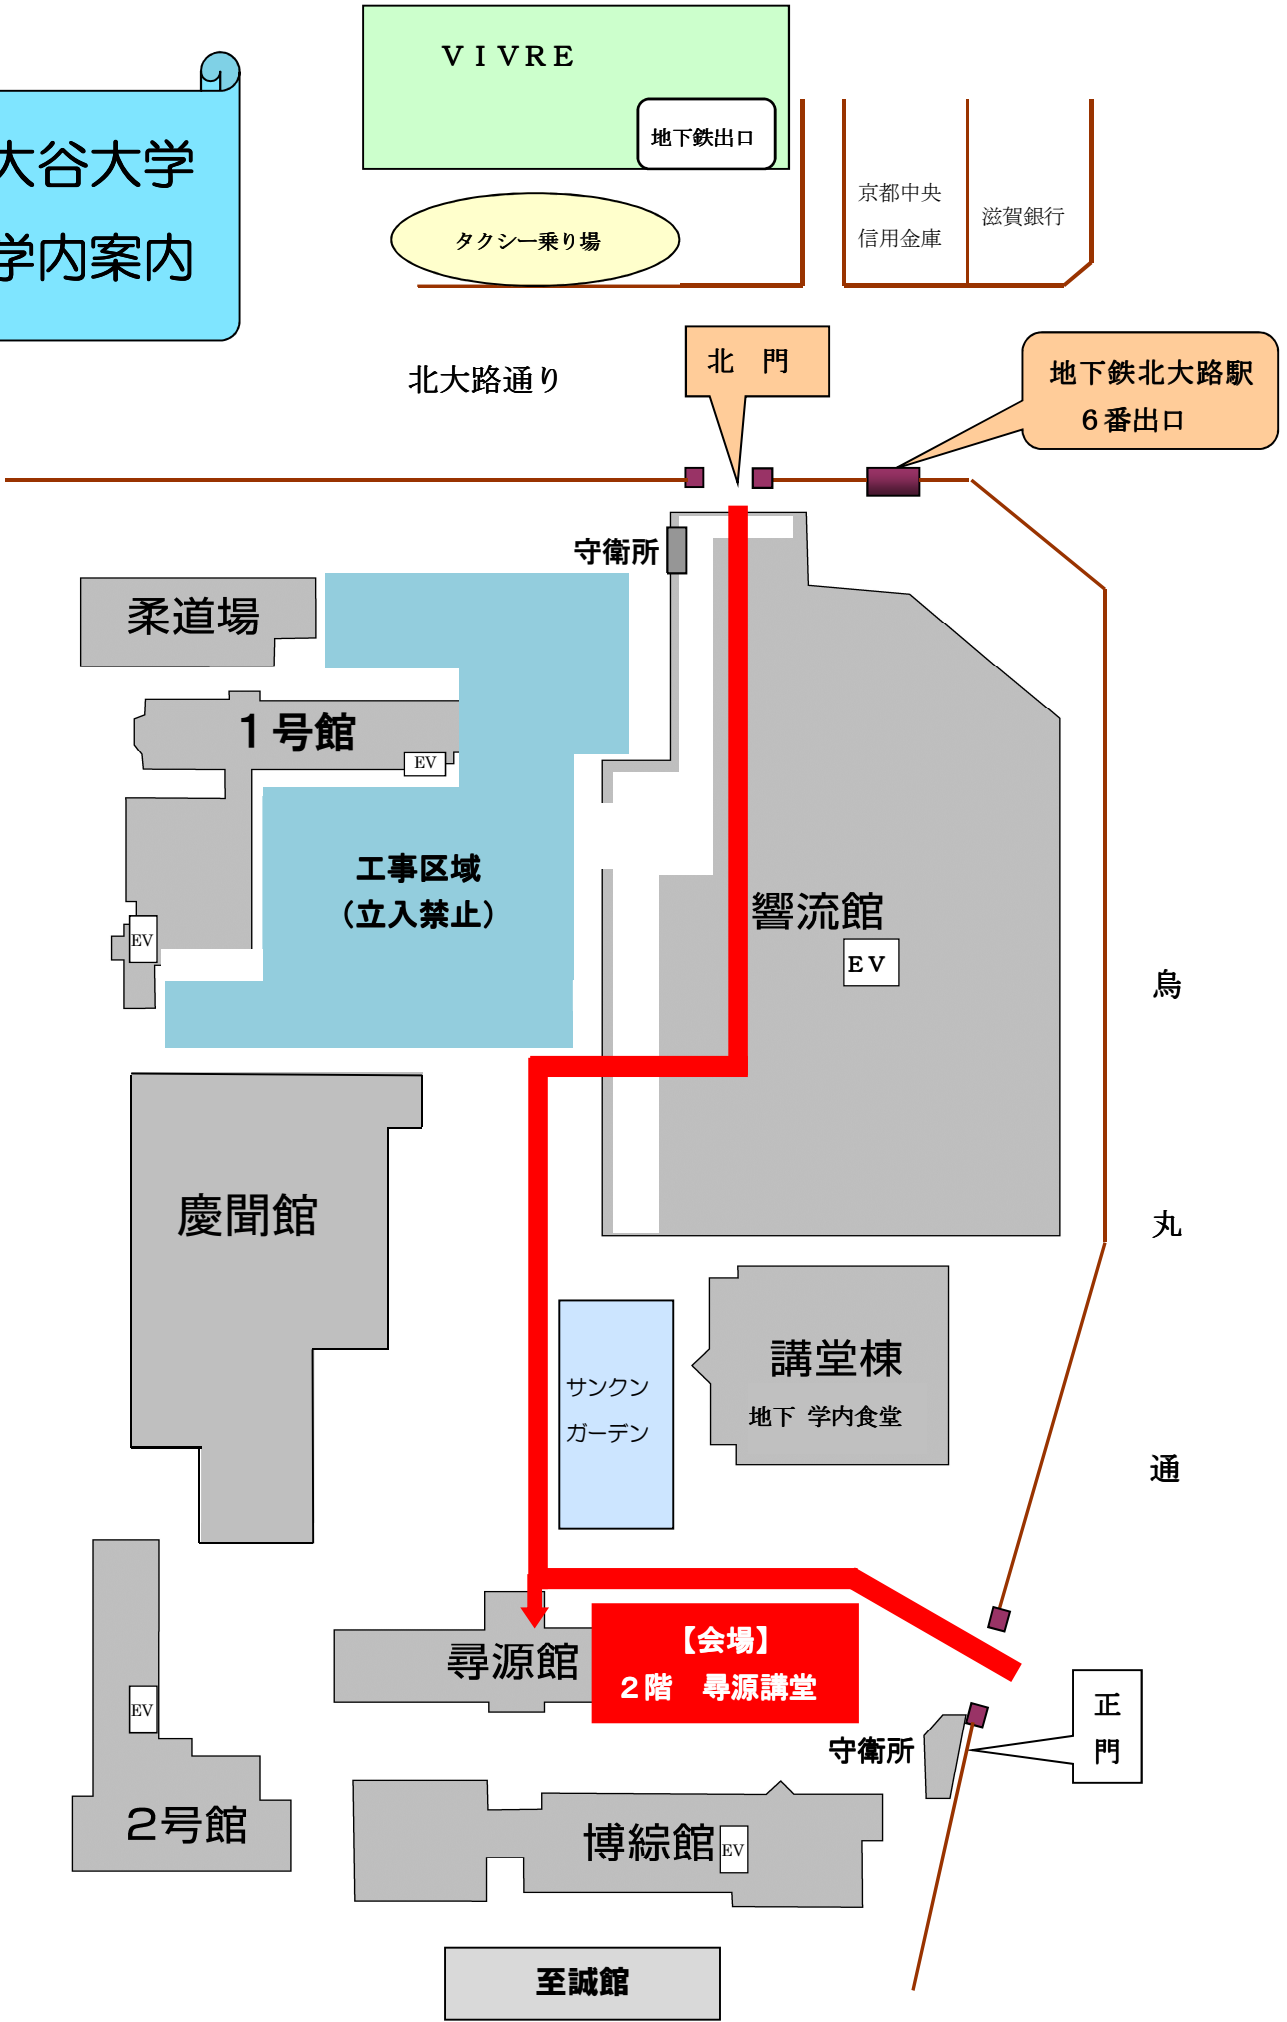 ＶＩＶＲＥ
地下鉄出口
大谷大学
学内案内
タクシー乗り場
京都中央
信用金庫
滋賀銀行
北大路通り
北　門
地下鉄北大路駅
６番出口
守衛所
柔道場
１号館
EV
工事区域
（立入禁止）
響流館
ＥＶ
EV
烏
丸
通
慶聞館
サンクン
ガーデン
講堂棟
地下 学内食堂
尋源館
【会場】
２階　尋源講堂
EV
２号館
正
門
守衛所
博綜館
EV
至誠館